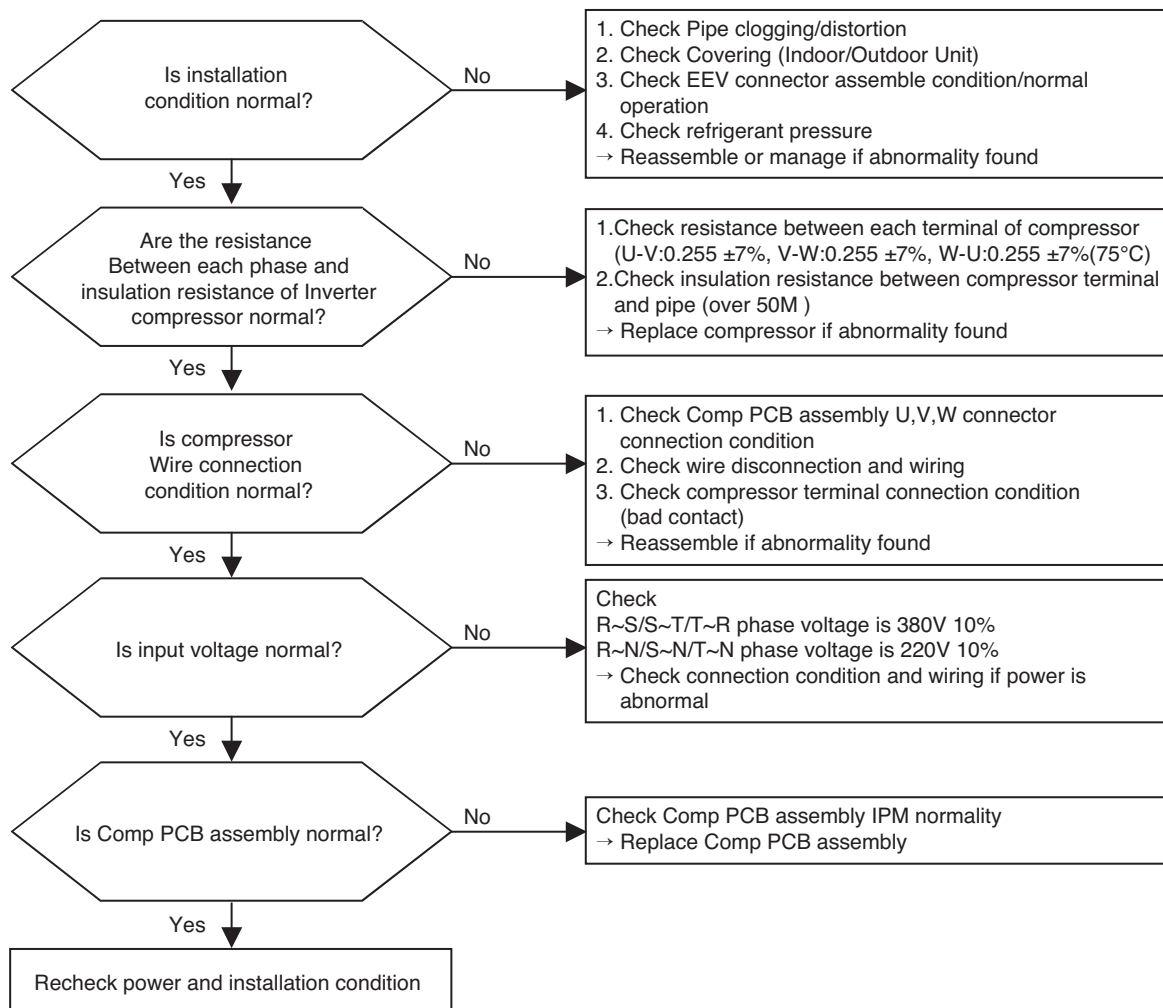 Is installation
condition normal?
No
1. Check Pipe clogging/distortion
2. Check Covering (Indoor/Outdoor Unit)
3. Check EEV connector assemble condition/normal
operation
4. Check refrigerant pressure
→ Reassemble or manage if abnormality found
Yes
Are the resistance
Between each phase and
insulation resistance of Inverter
compressor normal?
No
1.Check resistance between each terminal of compressor
(U-V:0.255 ±7%, V-W:0.255 ±7%, W-U:0.255 ±7%(75°C)
2.Check insulation resistance between compressor terminal
and pipe (over 50M )
→ Replace compressor if abnormality found
Yes
Is compressor
Wire connection
condition normal?
No
1. Check Comp PCB assembly U,V,W connector
connection condition
2. Check wire disconnection and wiring
3. Check compressor terminal connection condition
(bad contact)
→ Reassemble if abnormality found
Yes
Is input voltage normal?
No
Check
R~S/S~T/T~R phase voltage is 380V 10%
R~N/S~N/T~N phase voltage is 220V 10%
→ Check connection condition and wiring if power is
abnormal
Yes
Is Comp PCB assembly normal?
No
Check Comp PCB assembly IPM normality
→ Replace Comp PCB assembly
Yes
Recheck power and installation condition